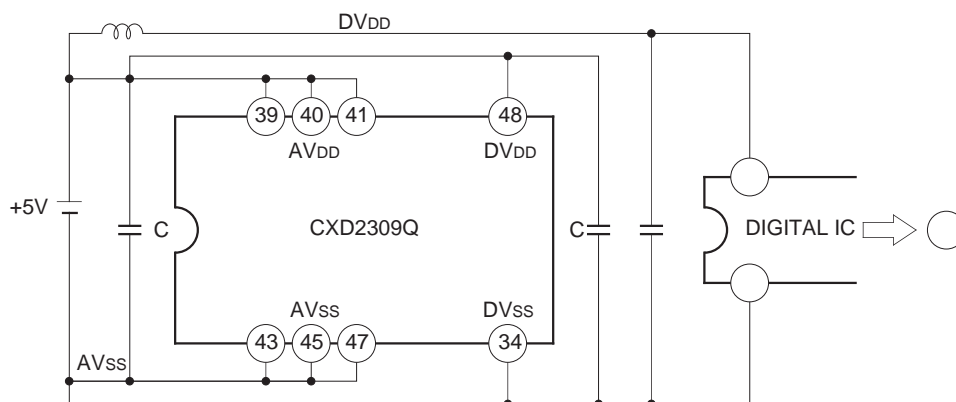 DVDD
39 40 41 48
AVDD DVDD
+5V C CXD2309Q C DIGITAL IC
AVSS DVSS
43 45 47 34
AVSS